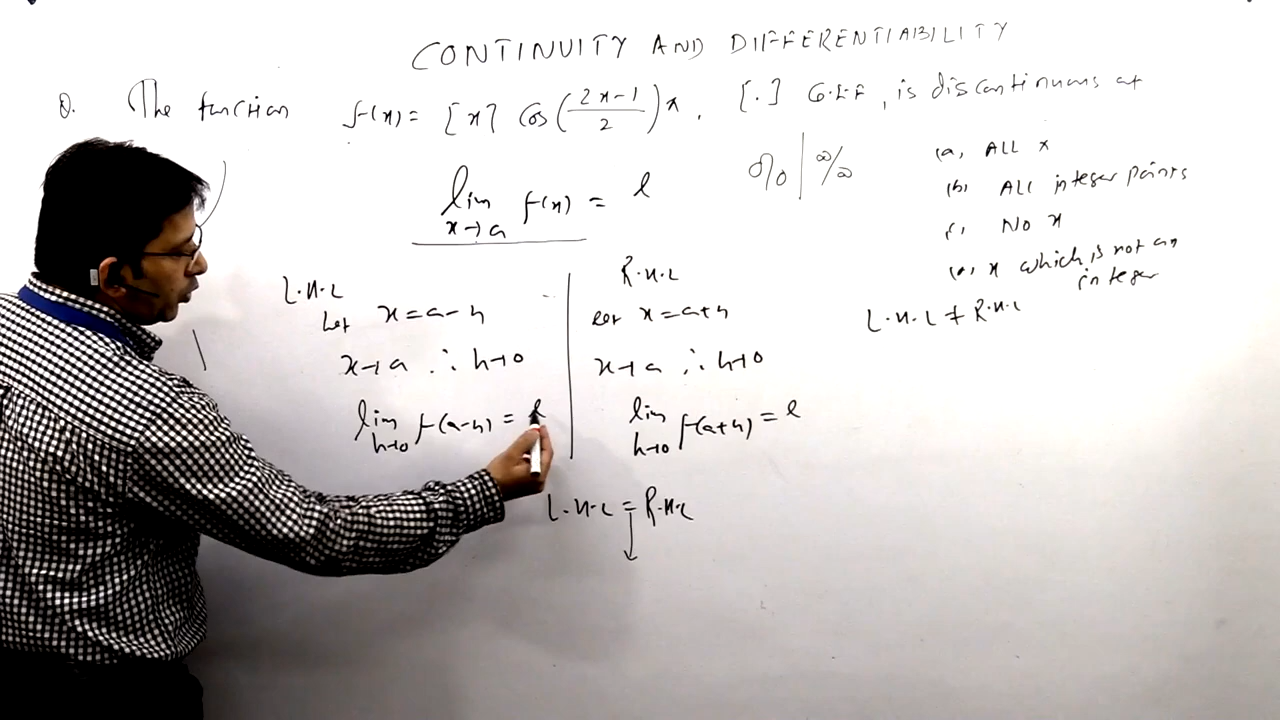 CONTINUITY AND DIFFERENTIABILITY
Q. The function f(x) = [x] cos(2x-1/2)π, [.] G.I.F, is discontinuous at
(a) ALL x
(b) ALL integer points
(c) NO x
(d) x which is not an integer
lim x→a f(x) = l
0/0 | ∞/∞
L.H.L
Let x = a-h
x→a ∴ h→0
lim h→0 f(a-h) = l
R.H.L
let x = a+h
x→a ∴ h→0
lim h→0 f(a+h) = l
L.H.L ≠ R.H.L
L.H.L = R.H.L